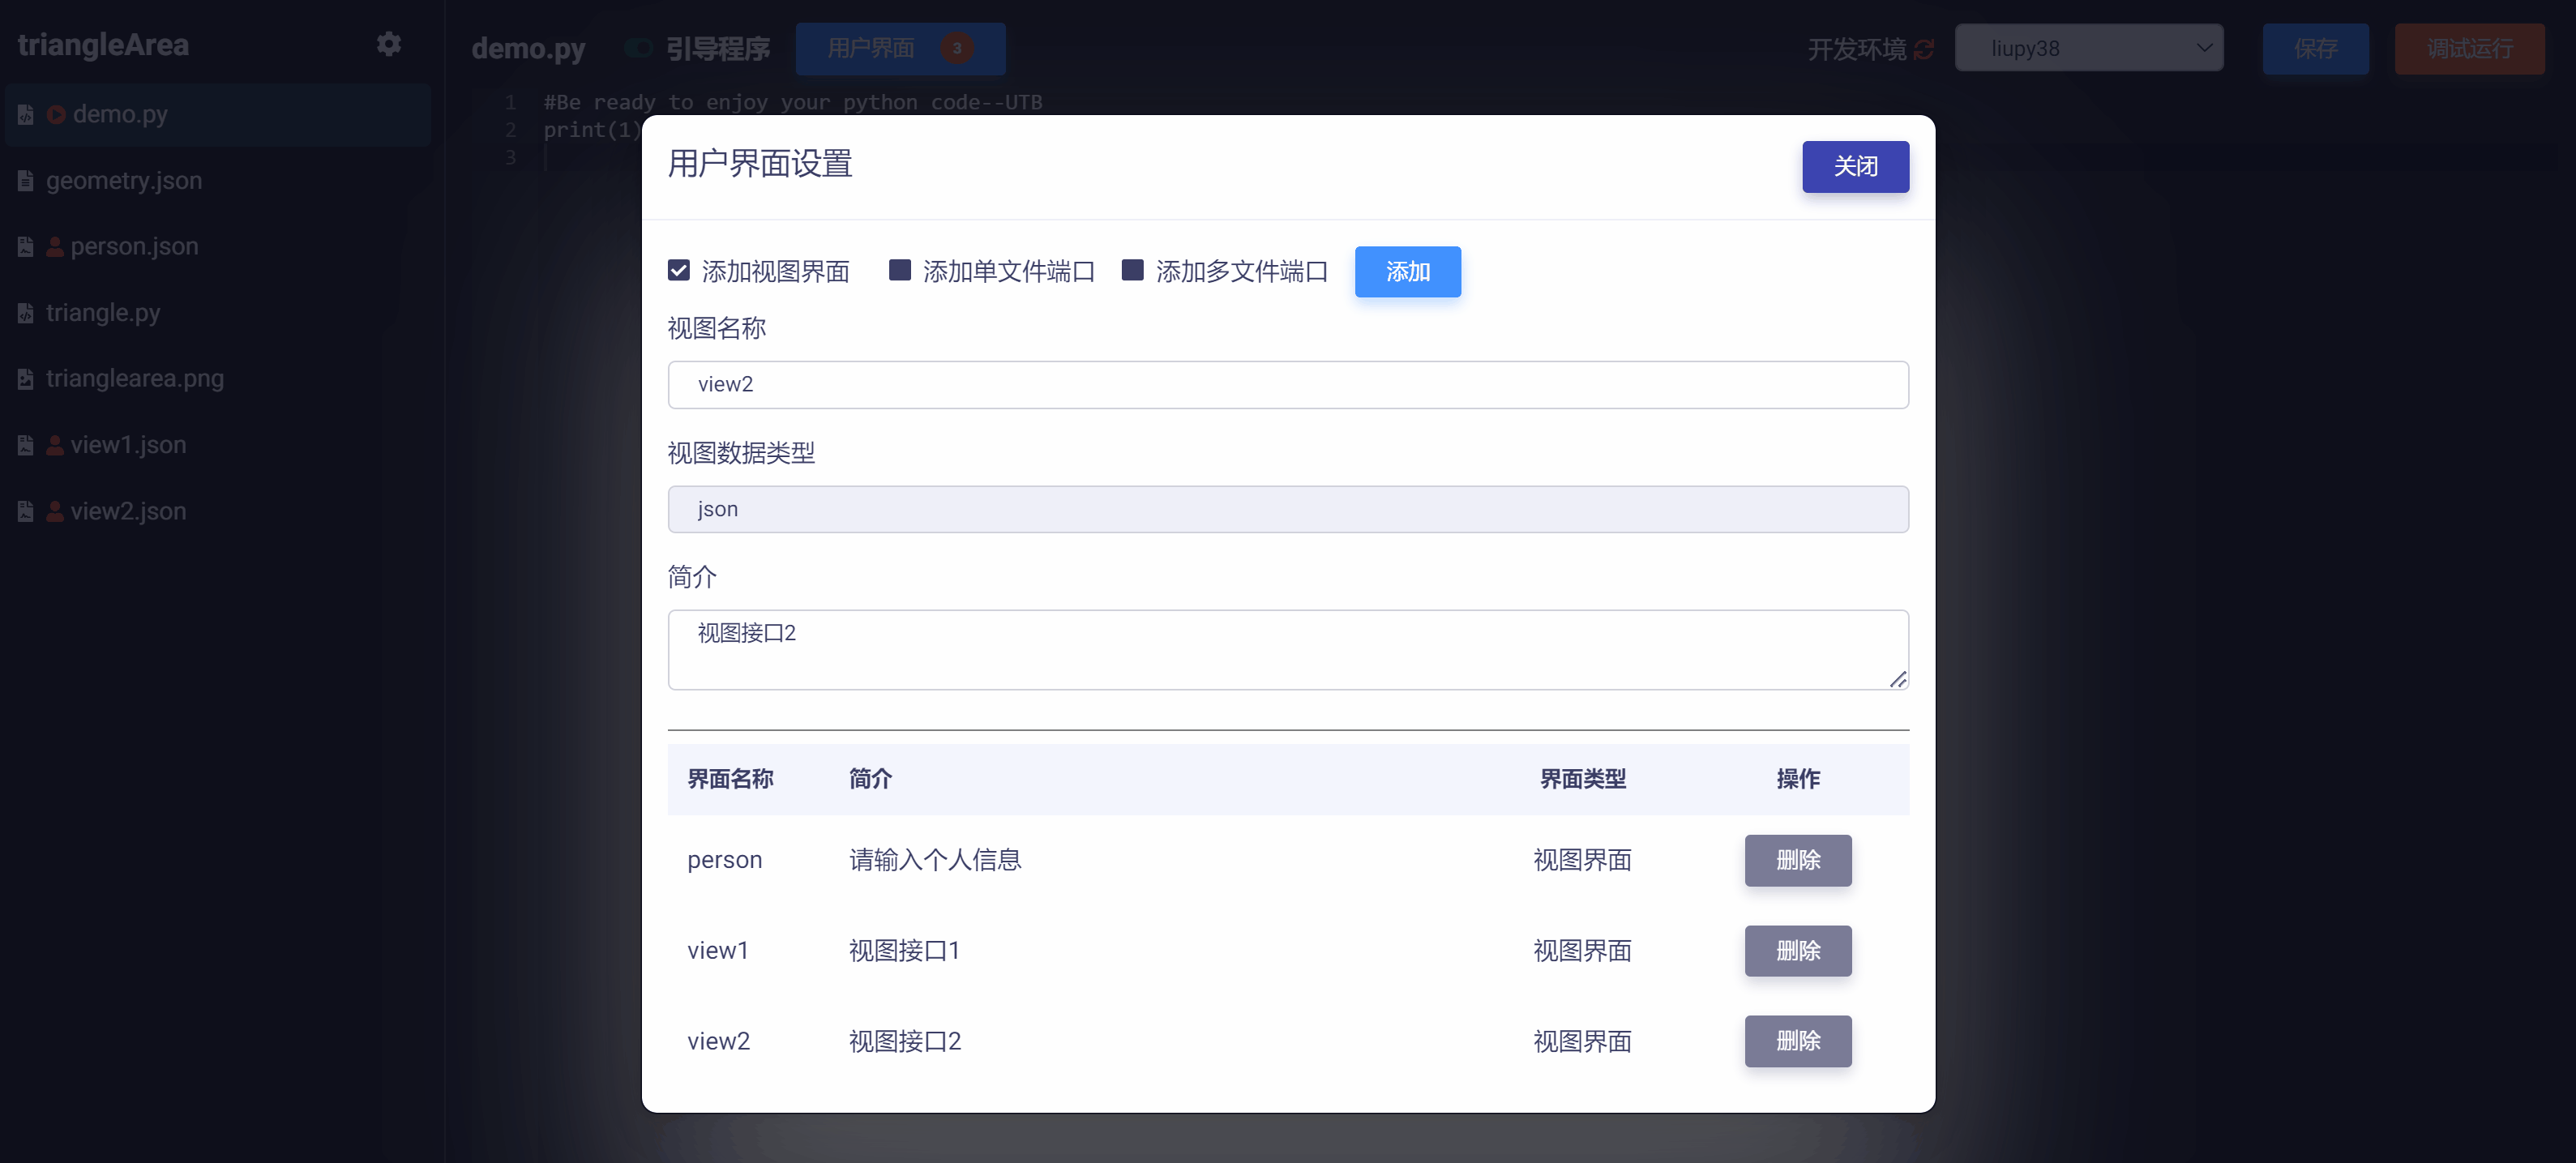 triangleArea
demo.py
geometry.json
person.json
triangle.py
trianglearea.png
view1.json
view2.json
demo.py 引导程序 用户界面 3 开发环境 liupy38 保存 调试运行
1 #Be ready to enjoy your python code--UTB
2 print(1)
3
用户界面设置 关闭
添加视图界面 添加单文件端口 添加多文件端口 添加
视图名称
view2
视图数据类型
json
简介
视图接口2
界面名称 简介 界面类型 操作
person 请输入个人信息 视图界面 删除
view1 视图接口1 视图界面 删除
view2 视图接口2 视图界面 删除